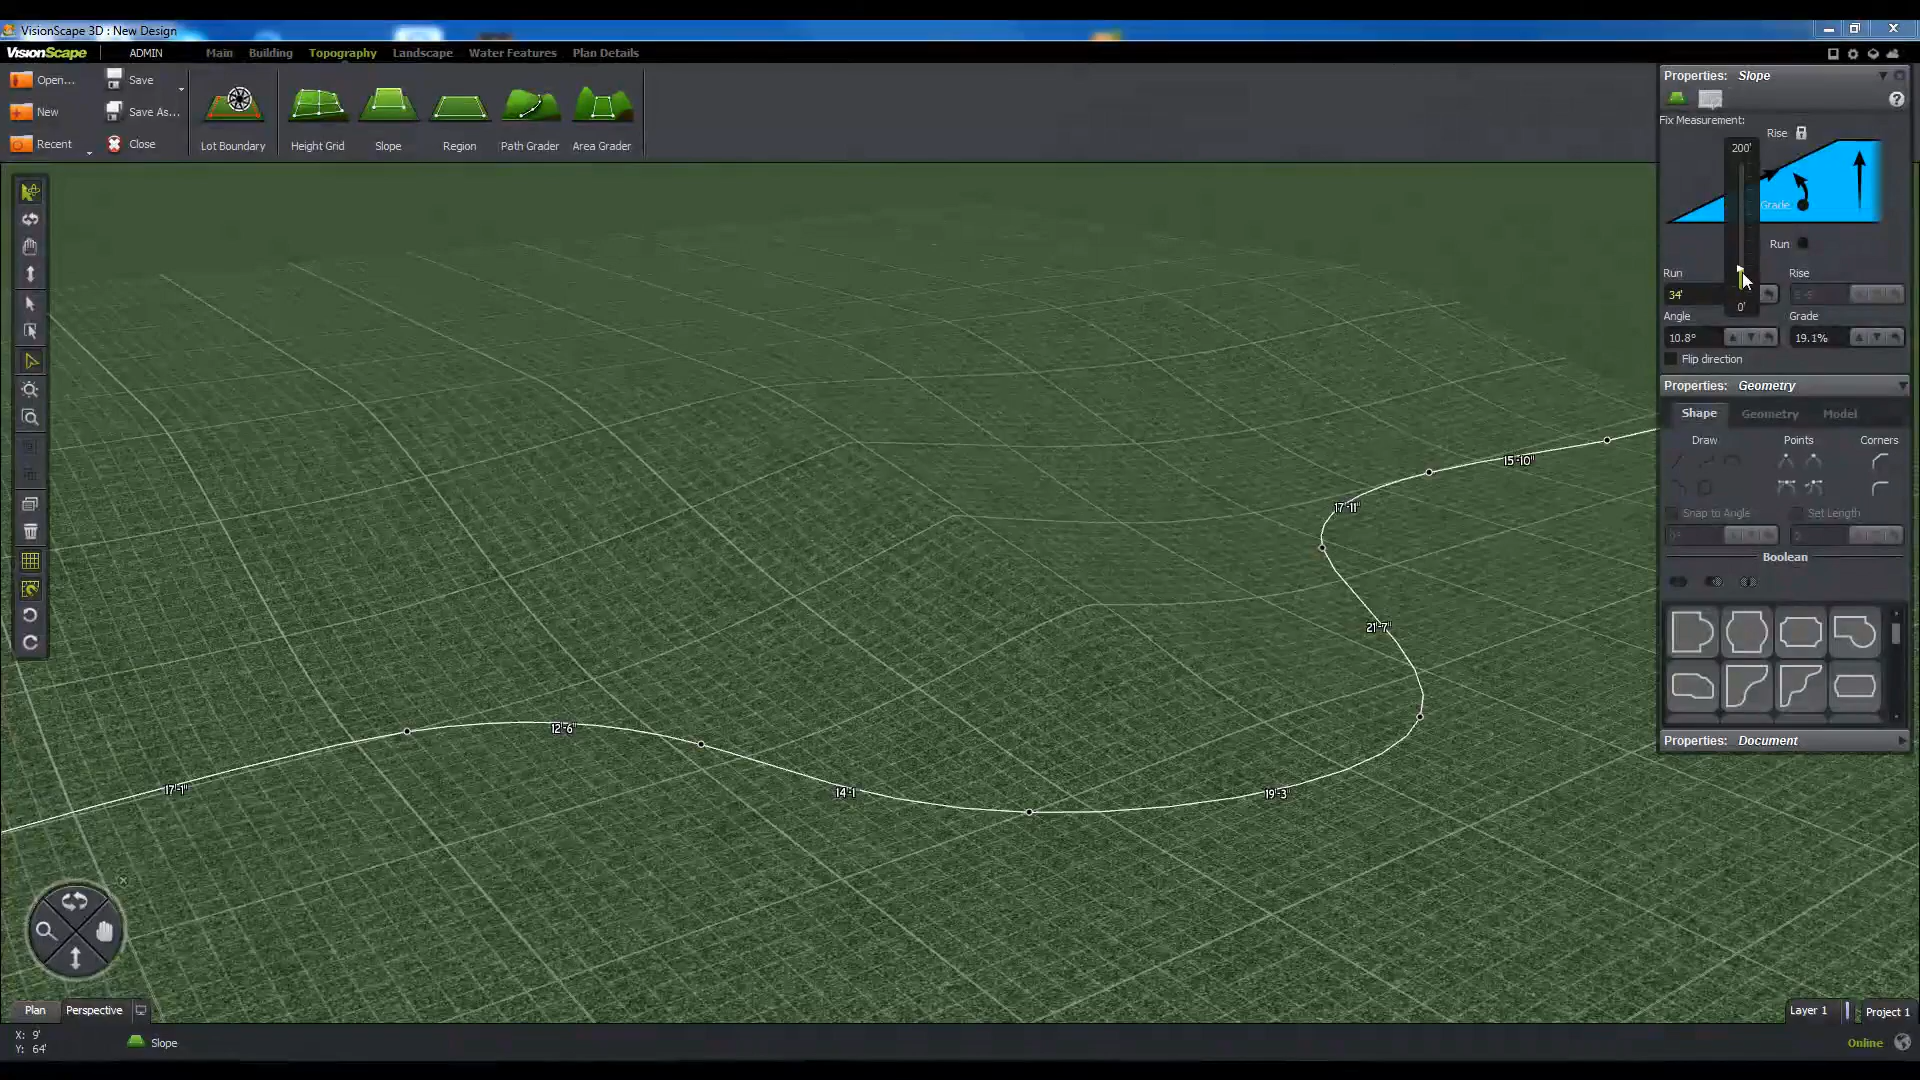 VisionScape 3D : New Design
VisionScape
ADMIN
Main
Building
Topography
Landscape
Water Features
Plan Details
Open...
Save
New
Save As...
Recent
Close
Lot Boundary
Height Grid
Slope
Region
Path Grader
Area Grader
Properties: Slope
Fix Measurement:
Rise
200'
Grade
Run
Run
Rise
34'
0'
Angle
Grade
10.8°
19.1%
Flip direction
Properties: Geometry
Shape
Geometry
Model
Draw
Points
Corners
Snap to Angle
Set Length
Boolean
Properties: Document
15'-10"
17'-11"
21'-7"
12'-6"
17'-1"
14'-1
19'-3"
Plan
Perspective
Layer 1
Project 1
X: 9'
Y: 64'
Slope
Online